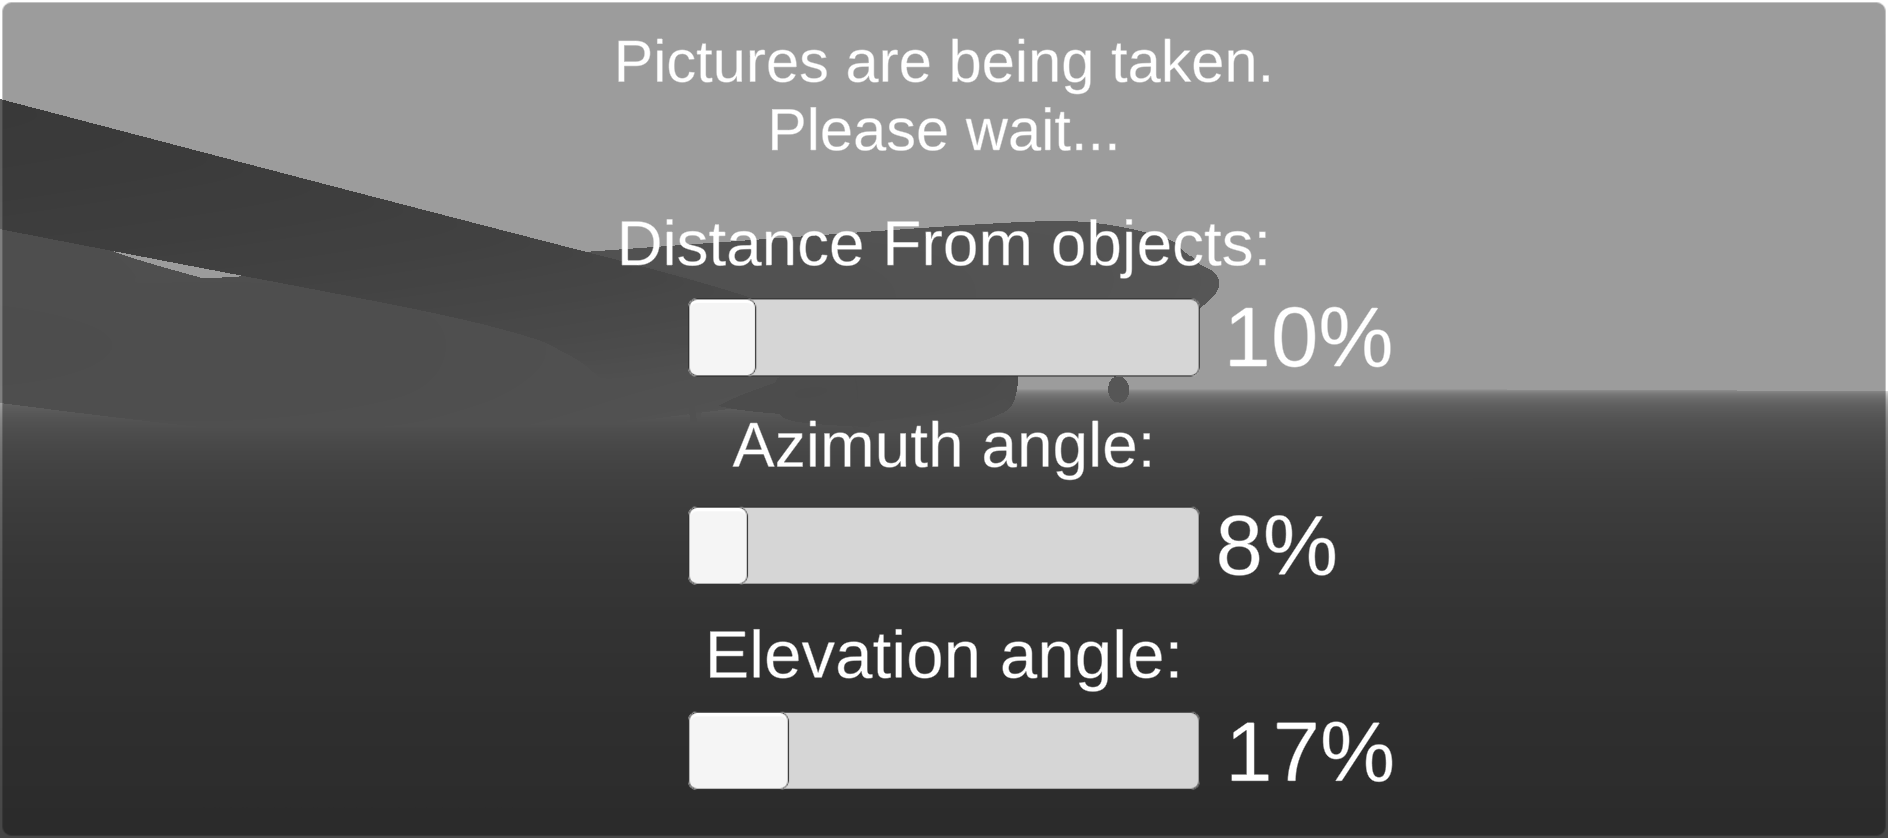 Pictures are being taken.
Please wait...
Distance From objects:
10%
Azimuth angle:
8%
Elevation angle:
17%